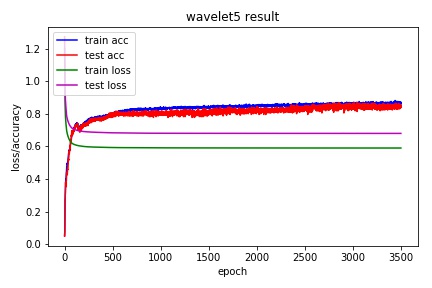 wavelet5 result
train acc
test acc
train loss
test loss
loss/accuracy
1.2
1.0
0.8
0.6
0.4
0.2
0.0
0 500 1000 1500 2000 2500 3000 3500
epoch